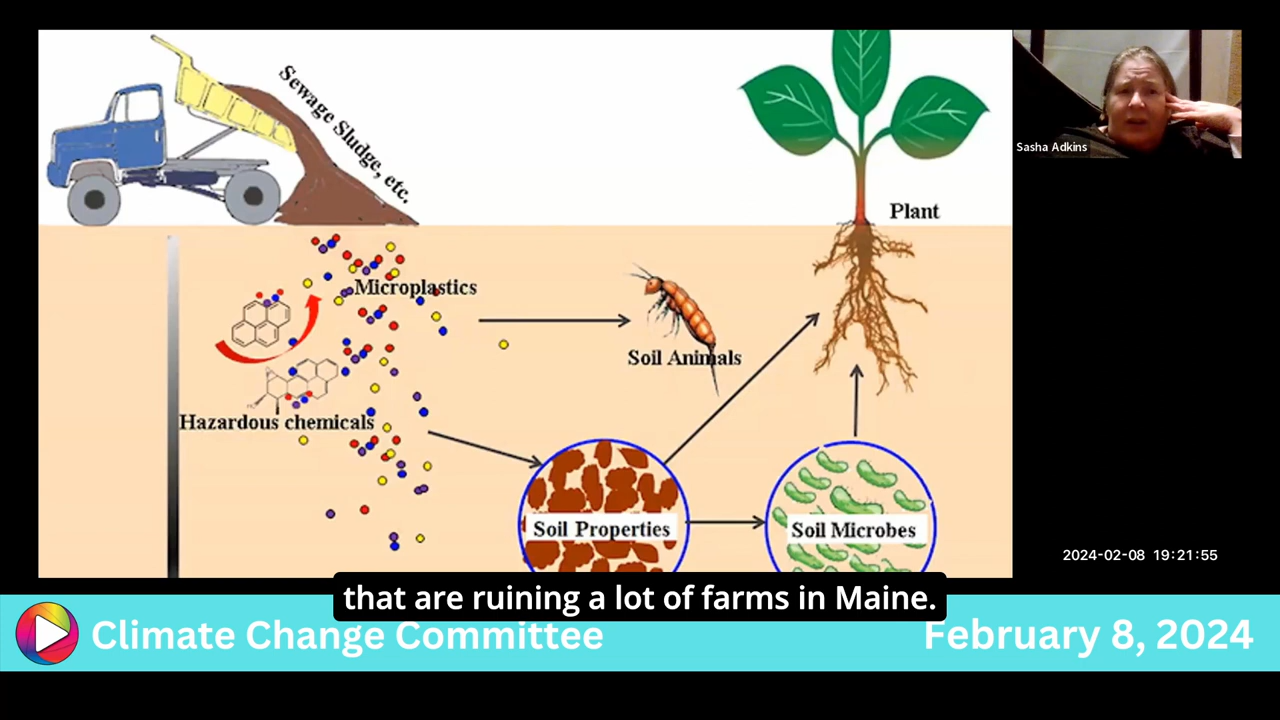 Sewage Sludge, etc.
Sasha Adkins
Plant
Microplastics
Soil Animals
Hazardous chemicals
Soil Properties
Soil Microbes
2024-02-08 19:21:55
that are ruining a lot of farms in Maine.
Climate Change Committee
February 8, 2024